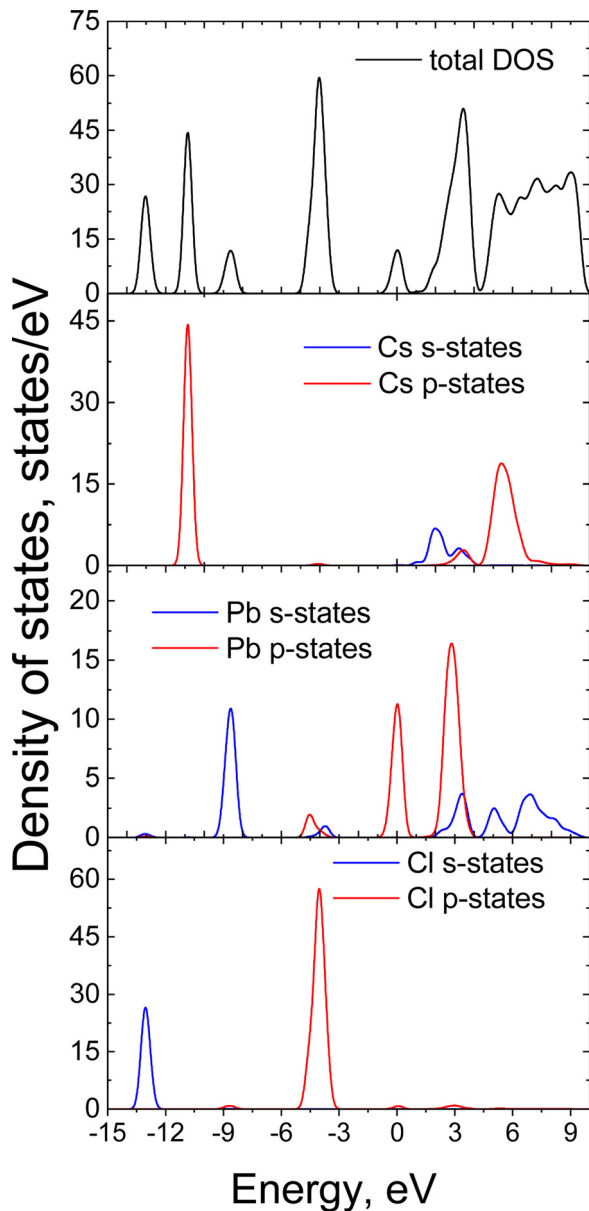 75
60
45
30
15
0
total DOS
45
30
15
0
Cs s-states
Cs p-states
20
15
10
5
0
Pb s-states
Pb p-states
60
45
30
15
0
Cl s-states
Cl p-states
-15 -12 -9 -6 -3 0 3 6 9
Energy, eV
Density of states, states/eV